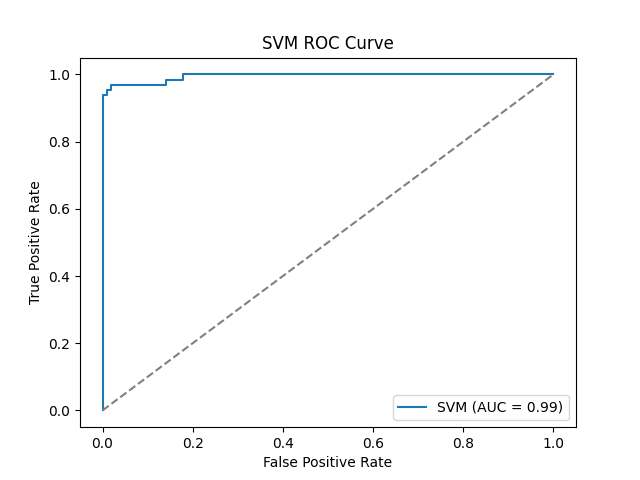 SVM ROC Curve
1.0
0.8
0.6
0.4
0.2
0.0
True Positive Rate
0.0 0.2 0.4 0.6 0.8 1.0
False Positive Rate
SVM (AUC = 0.99)